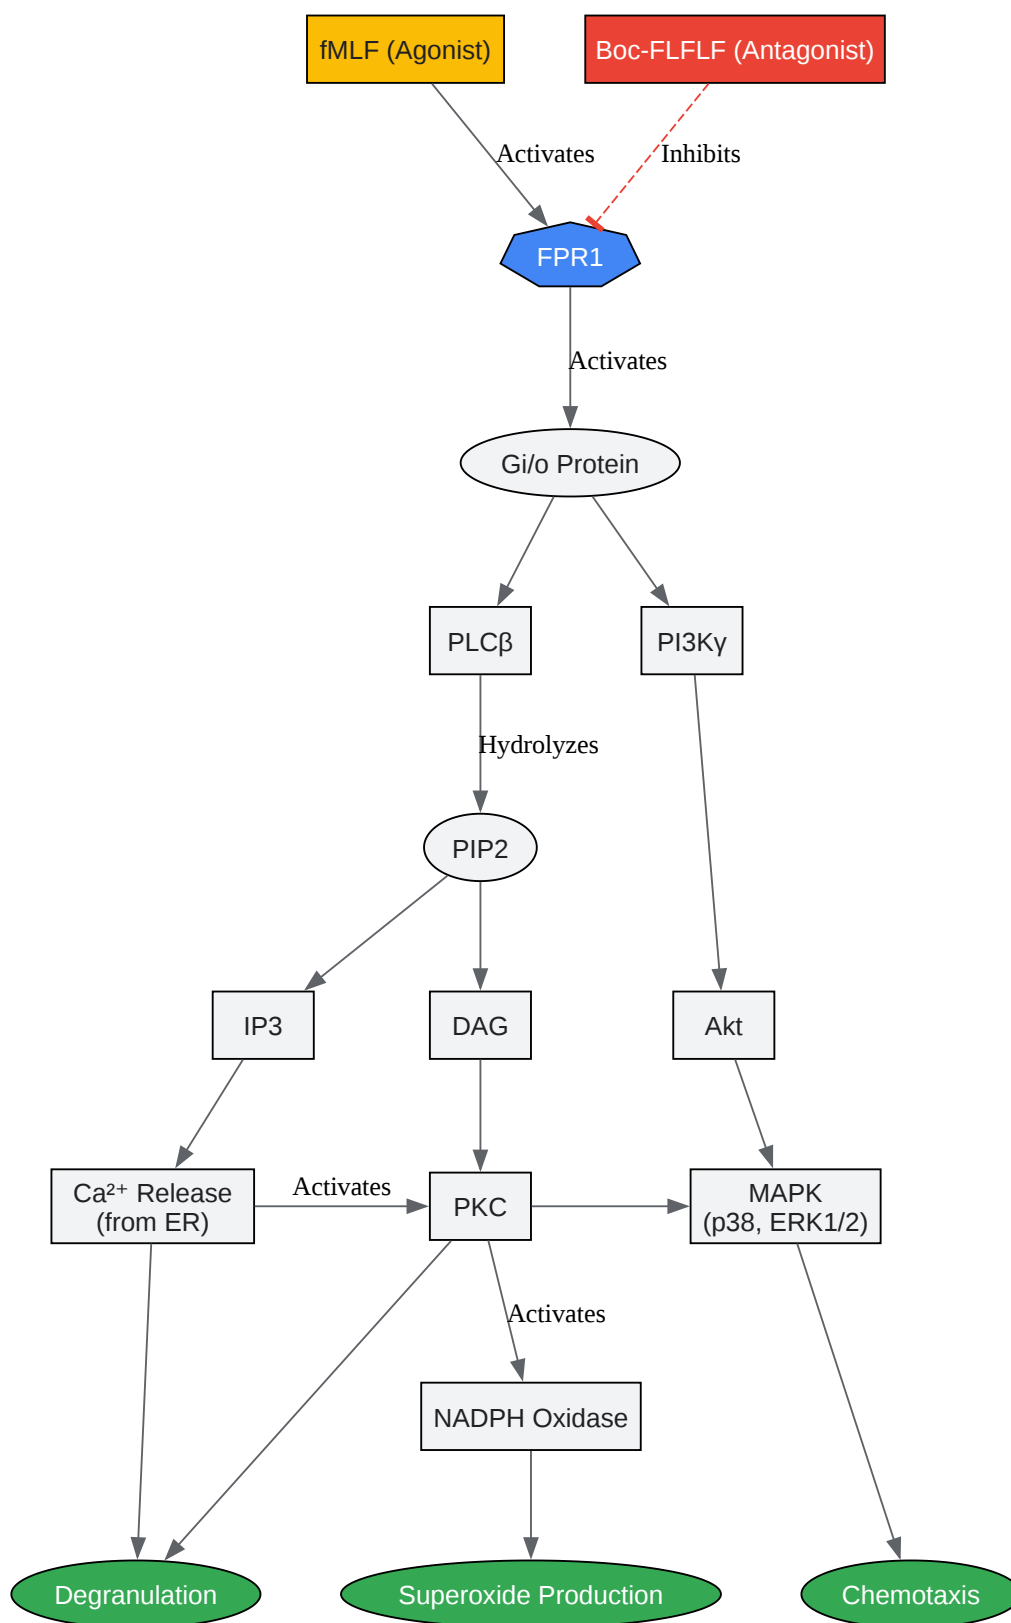 fMLF (Agonist)
Boc-FLFLF (Antagonist)
Activates
Inhibits
FPR1
Activates
Gi/o Protein
PLCβ
PI3Kγ
Hydrolyzes
PIP2
IP3
DAG
Akt
Ca²⁺ Release
(from ER)
Activates
PKC
MAPK
(p38, ERK1/2)
Activates
NADPH Oxidase
Degranulation
Superoxide Production
Chemotaxis